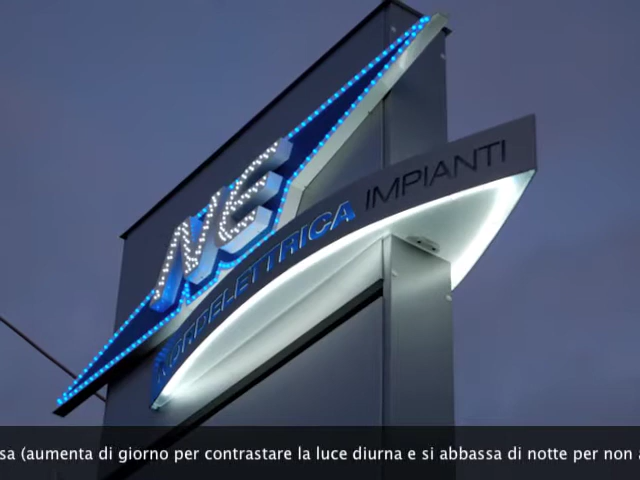 NE
NORDELETTRICA IMPIANTI
sa (aumenta di giorno per contrastare la luce diurna e si abbassa di notte per non a